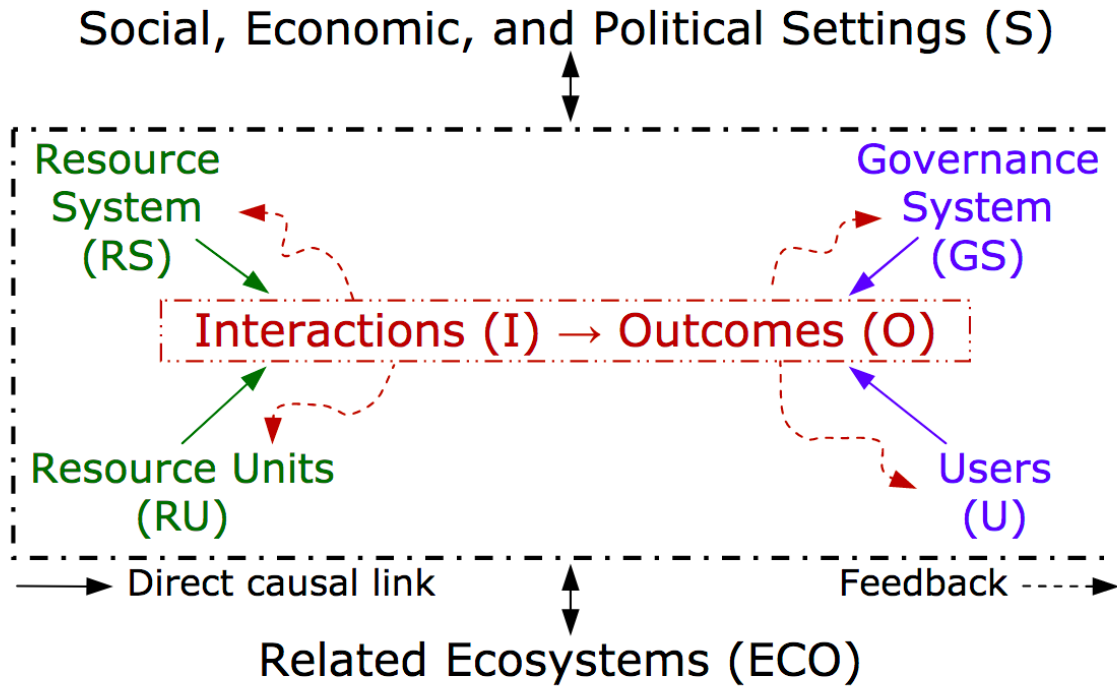 Social, Economic, and Political Settings (S)
Resource
System
(RS)
Governance
System
(GS)
Interactions (I) → Outcomes (O)
Resource Units
(RU)
Users
(U)
Direct causal link
Feedback
Related Ecosystems (ECO)